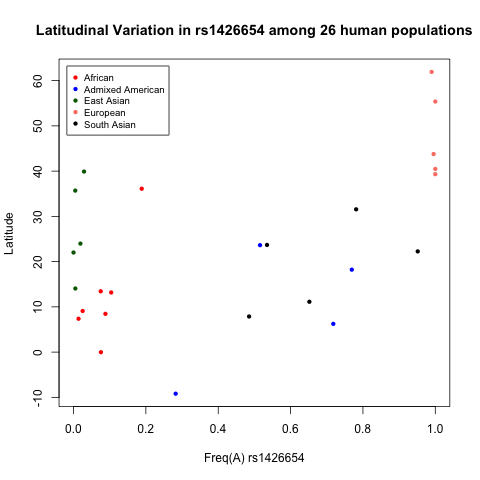 Latitudinal Variation in rs1426654 among 26 human populations
African
Admixed American
East Asian
European
South Asian
Latitude
60
50
40
30
20
10
0
-10
0.0 0.2 0.4 0.6 0.8 1.0
Freq(A) rs1426654